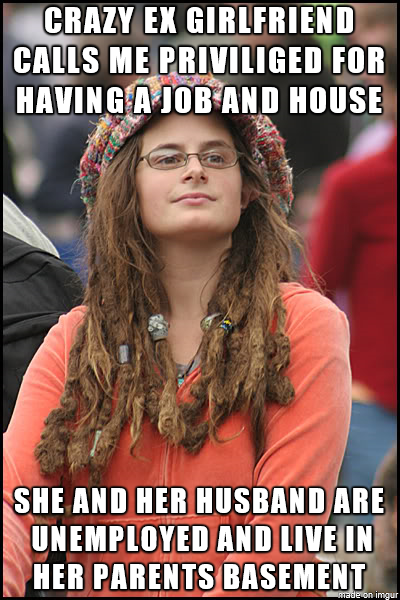 CRAZY EX GIRLFRIEND
CALLS ME PRIVILIGED FOR
HAVING A JOB AND HOUSE
SHE AND HER HUSBAND ARE
UNEMPLOYED AND LIVE IN
HER PARENTS BASEMENT
made on imgur